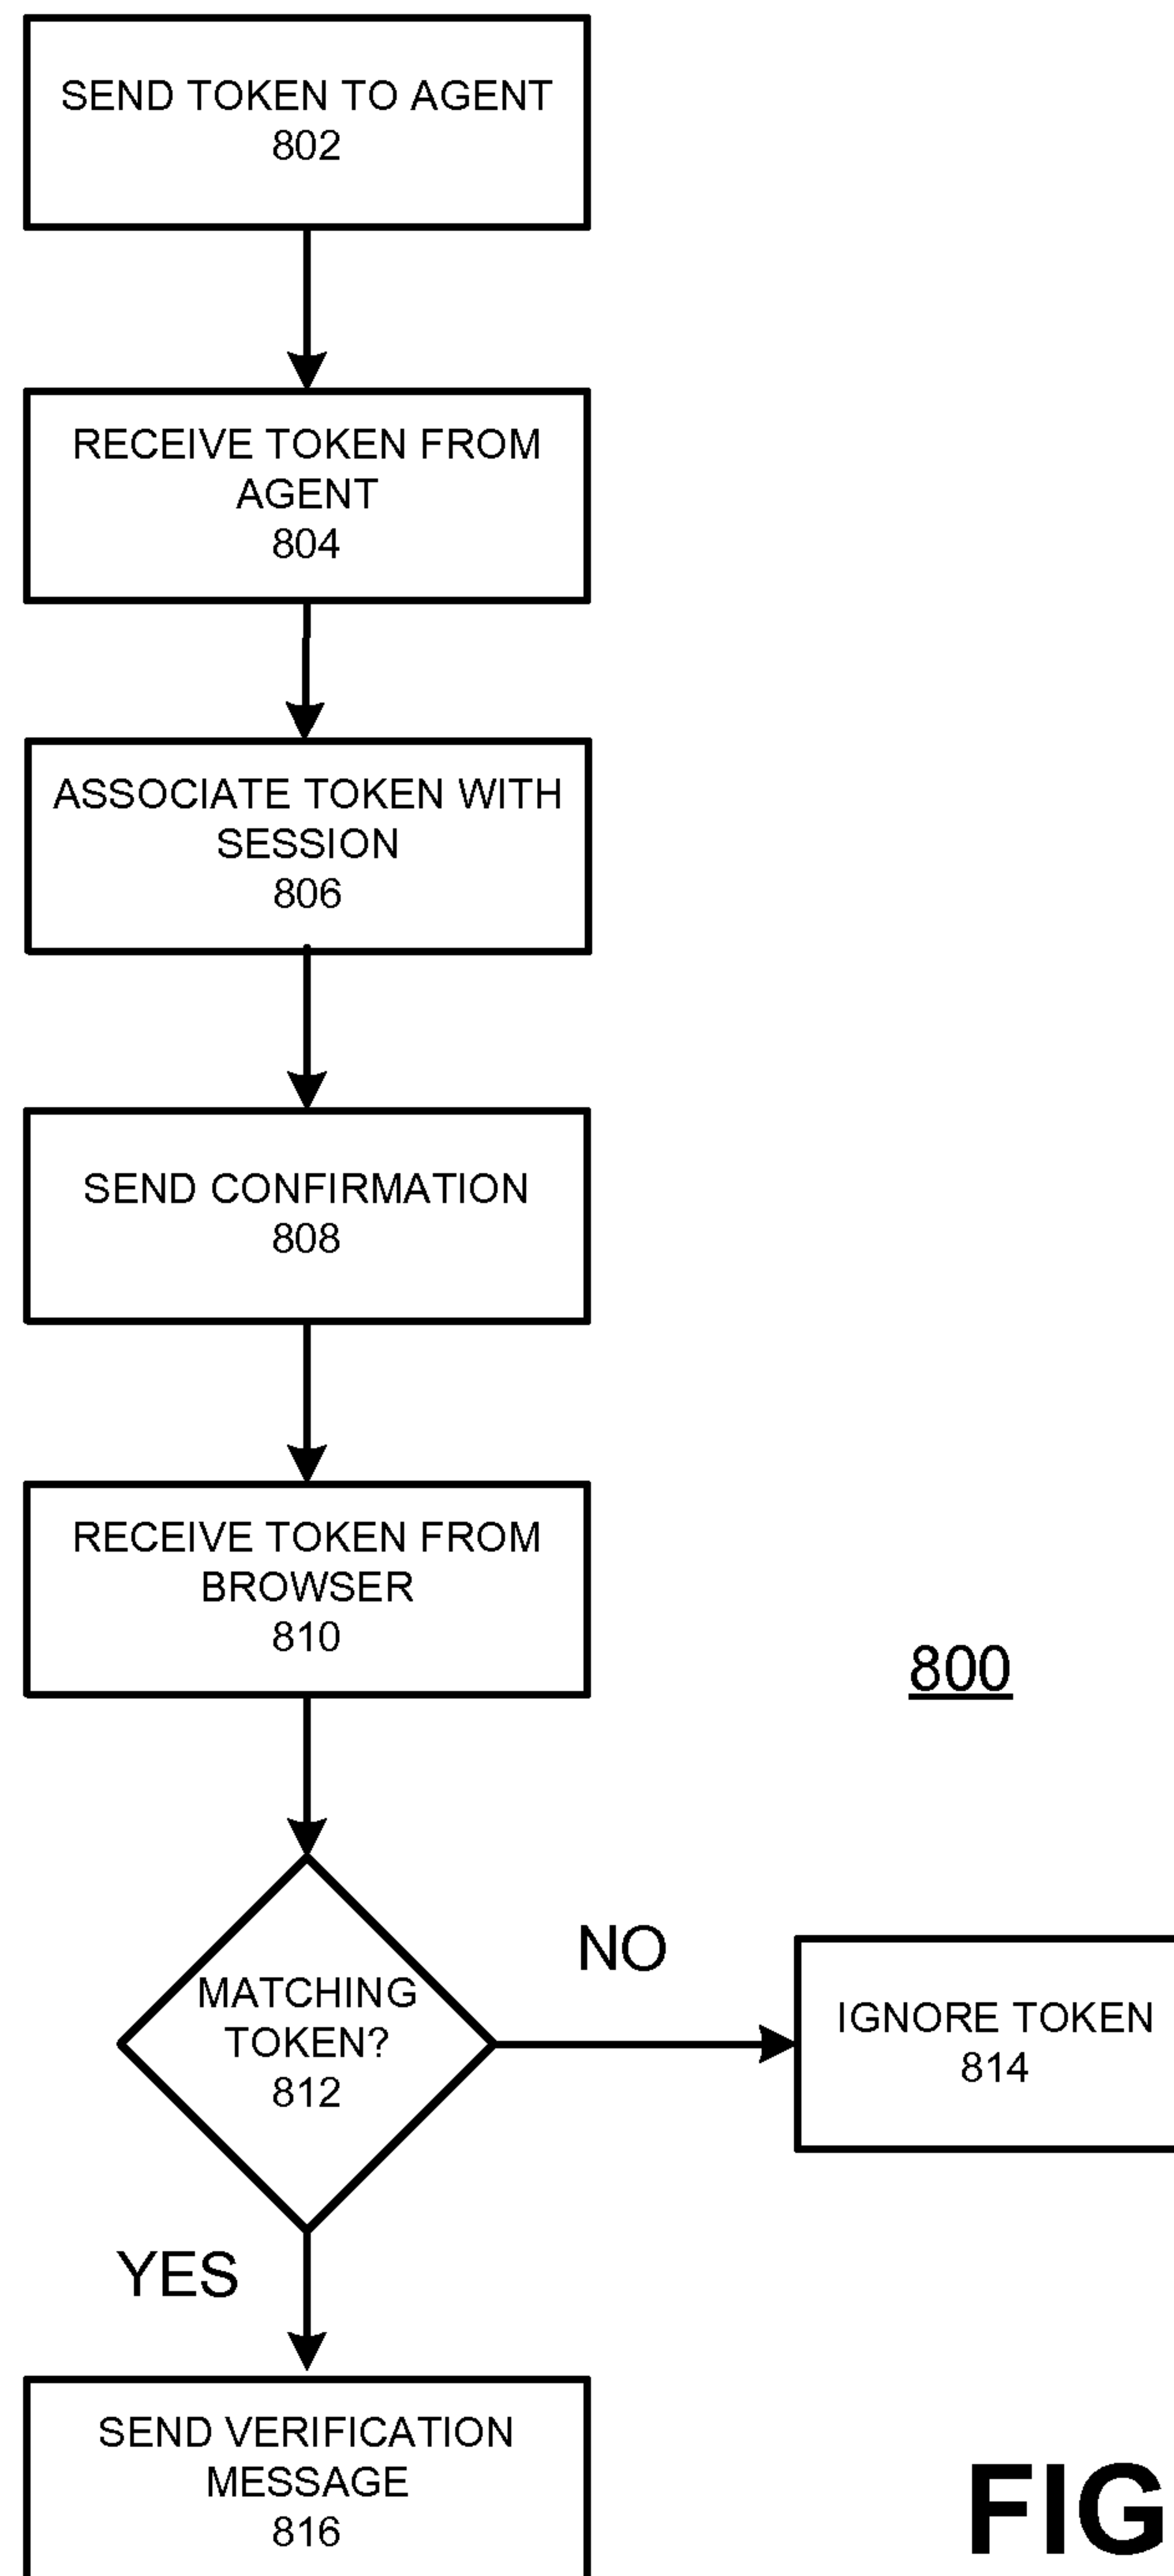 SEND TOKEN TO AGENT
802
RECEIVE TOKEN FROM
AGENT
804
ASSOCIATE TOKEN WITH
SESSION
806
SEND CONFIRMATION
808
RECEIVE TOKEN FROM
BROWSER
810
800
MATCHING
TOKEN?
812
NO
IGNORE TOKEN
814
YES
SEND VERIFICATION
MESSAGE
816
FIG